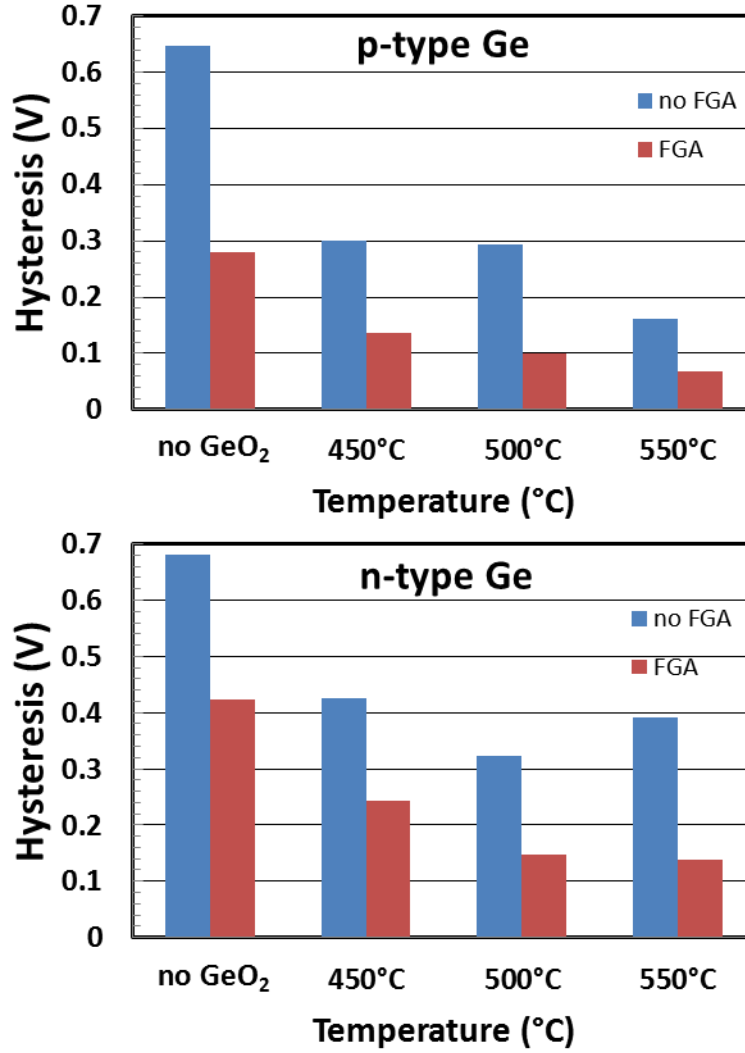 p-type Ge
no FGA
FGA
Hysteresis (V)
0.7
0.6
0.5
0.4
0.3
0.2
0.1
0
no GeO₂ 450°C 500°C 550°C
Temperature (°C)
n-type Ge
no FGA
FGA
Hysteresis (V)
0.7
0.6
0.5
0.4
0.3
0.2
0.1
0
no GeO₂ 450°C 500°C 550°C
Temperature (°C)